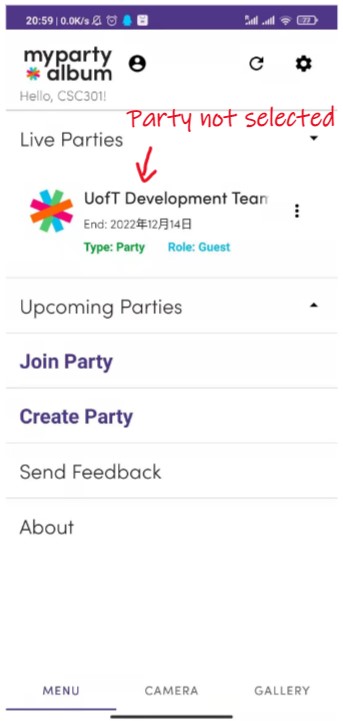 20:59 | 0.0K/s
myparty
album
Hello, CSC301!
Party not selected
Live Parties
UofT Development Tean
End: 2022年12月14日
Type: Party Role: Guest
Upcoming Parties
Join Party
Create Party
Send Feedback
About
MENU CAMERA GALLERY